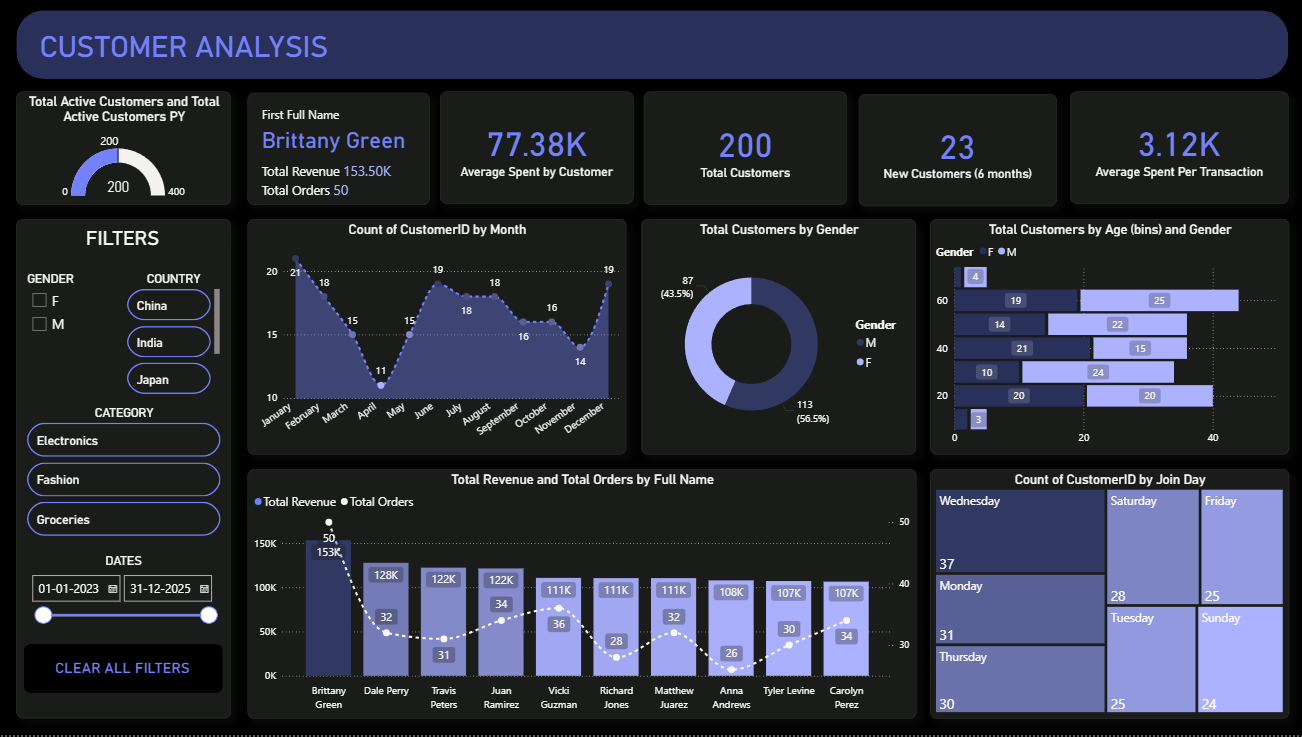 CUSTOMER ANALYSIS
Total Active Customers and Total
Active Customers PY
200
0
200
400
First Full Name
Brittany Green
Total Revenue 153.50K
Total Orders 50
77.38K
Average Spent by Customer
200
Total Customers
23
New Customers (6 months)
3.12K
Average Spent Per Transaction
FILTERS
GENDER
F
M
COUNTRY
China
India
Japan
CATEGORY
Electronics
Fashion
Groceries
DATES
01-01-2023
31-12-2025
CLEAR ALL FILTERS
Count of CustomerID by Month
20
15
10
21
18
15
11
15
19
18
18
16
16
14
19
January
February
March
April
May
June
July
August
September
October
November
December
Total Customers by Gender
87
(43.5%)
113
(56.5%)
Gender
M
F
Total Customers by Age (bins) and Gender
Gender F M
4
60
19
25
14
22
40
21
15
10
24
20
20
20
3
0
20
40
Total Revenue and Total Orders by Full Name
Total Revenue Total Orders
150K
100K
50K
0K
50
40
30
50
153K
128K
32
122K
31
122K
34
111K
36
111K
28
111K
32
108K
26
107K
30
107K
34
Brittany
Green
Dale Perry
Travis
Peters
Juan
Ramirez
Vicki
Guzman
Richard
Jones
Matthew
Juarez
Anna
Andrews
Tyler Levine
Carolyn
Perez
Count of CustomerID by Join Day
Wednesday
37
Monday
31
Thursday
30
Saturday
28
Friday
25
Tuesday
25
Sunday
24